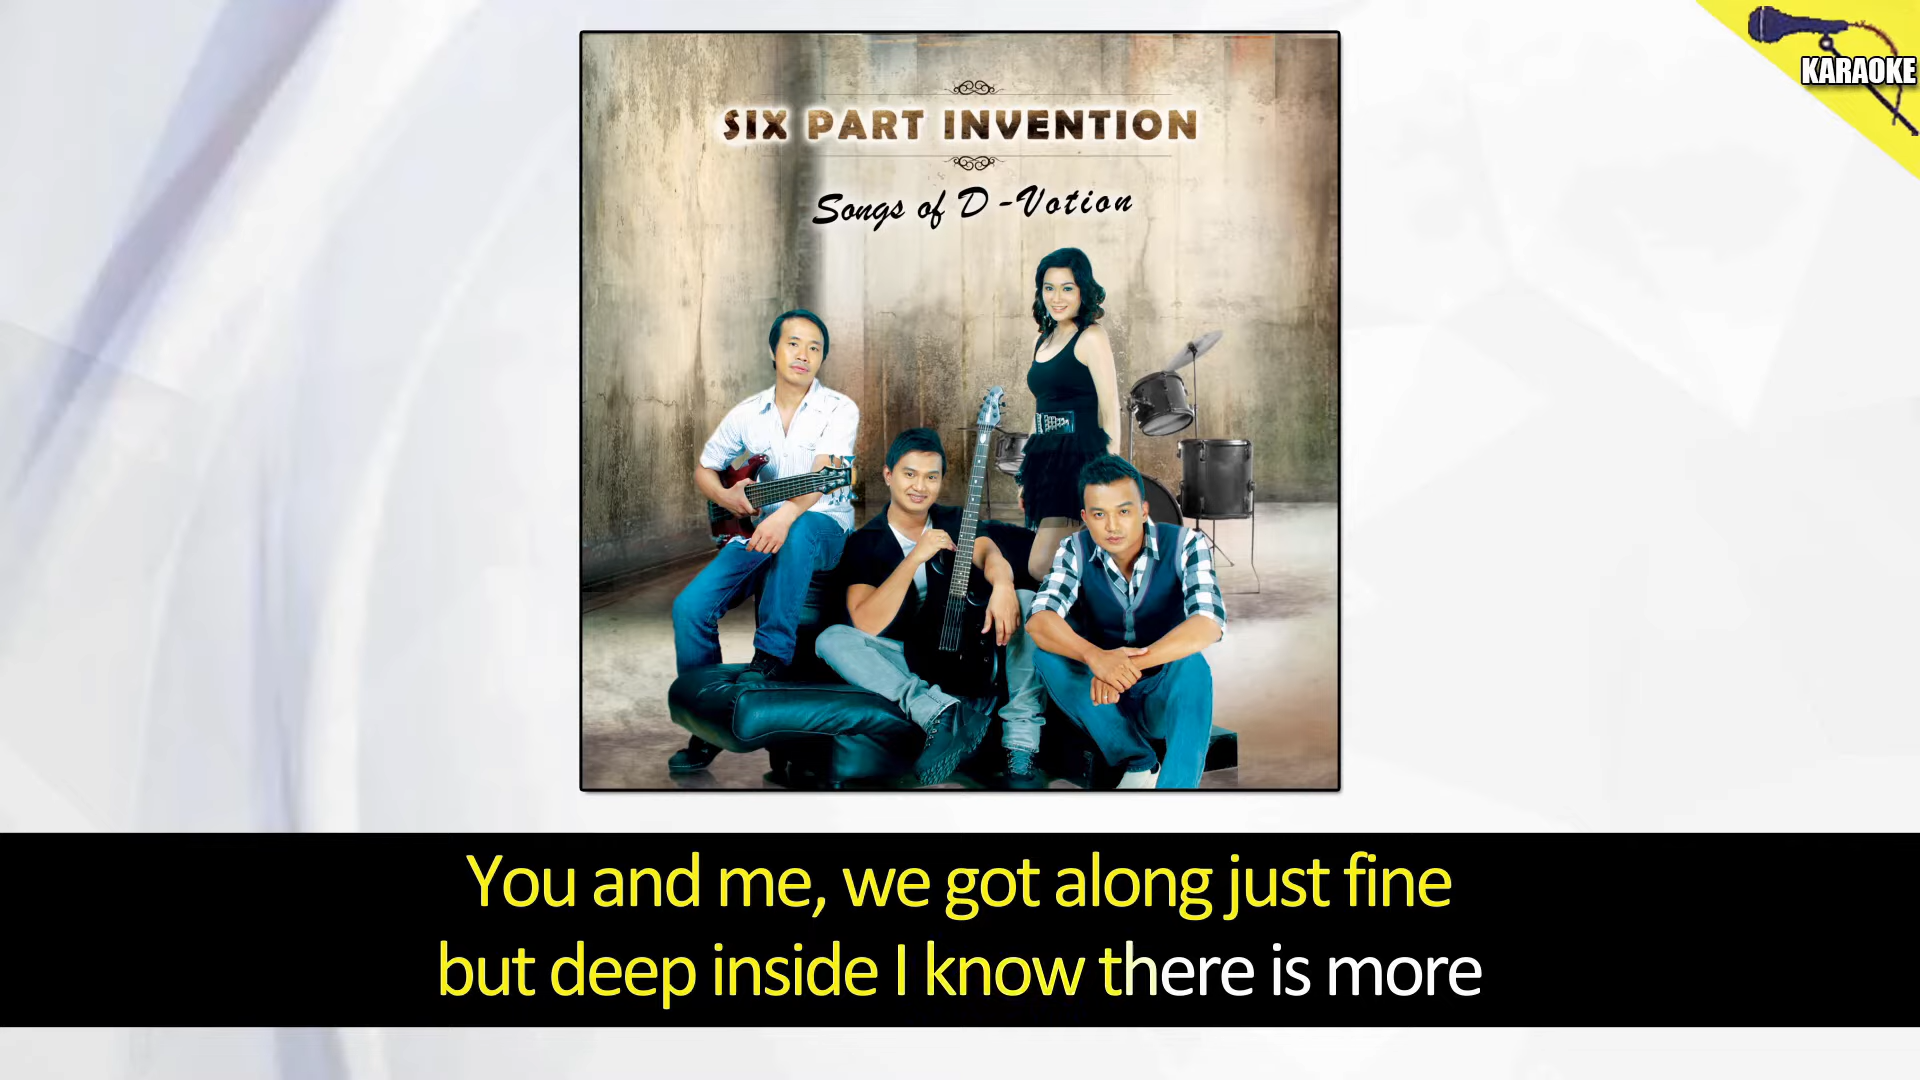 KARAOKE
SIX PART INVENTION
Songs of D-Votion
You and me, we got along just fine
but deep inside I know there is more